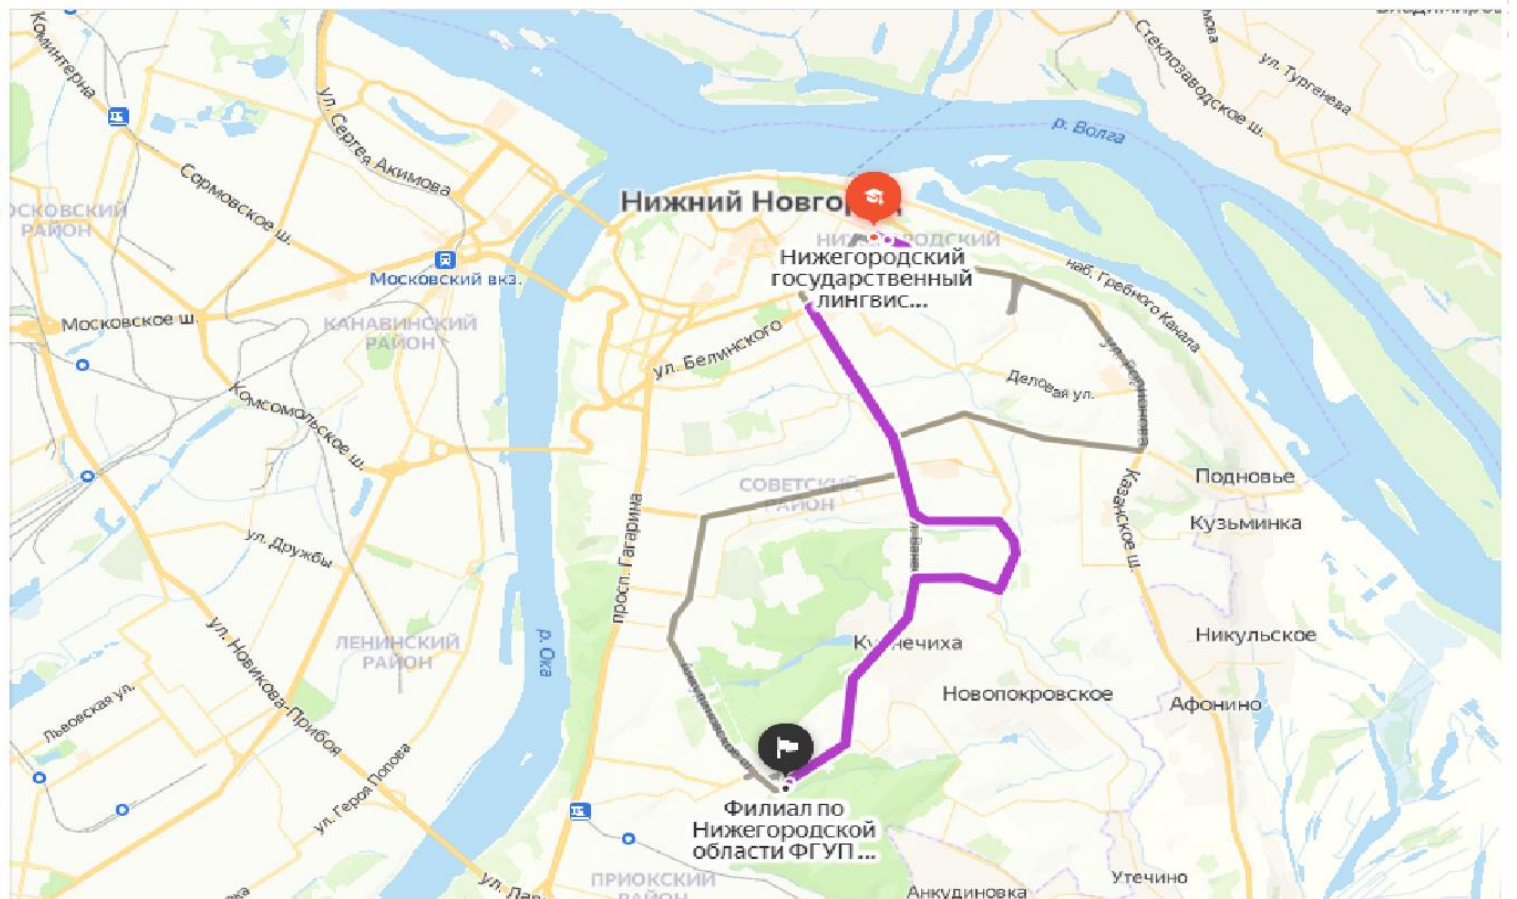 Коминтерна
ул. Сергея Акимова
Стеклозаводское ш.
ул. Тургенева
р. Волга
Сормовское ш.
РАЙОН
Нижний Новго
Московский вкз.
Нижегородский
государственный
лингвис...
наб. Гребного Канала
Московское ш.
КАНАВИНСКИЙ
РАЙОН
ул. Белинского
Деловая ул.
Комсомольское ш.
СОВЕТСКИЙ
РАЙОН
просп. Гагарина
Казанское ш.
Подновье
Кузьминка
ул. Дружбы
р. Ока
ЛЕНИНСКИЙ
РАЙОН
Никульское
ул. Новикова-Прибоя
Новопокровское
Афонино
Львовская ул.
ул. Героя Попова
Филиал по
Нижегородской
области ФГУП...
ПРИОКСКИЙ
РАЙОН
Утечино
Анкудиновка